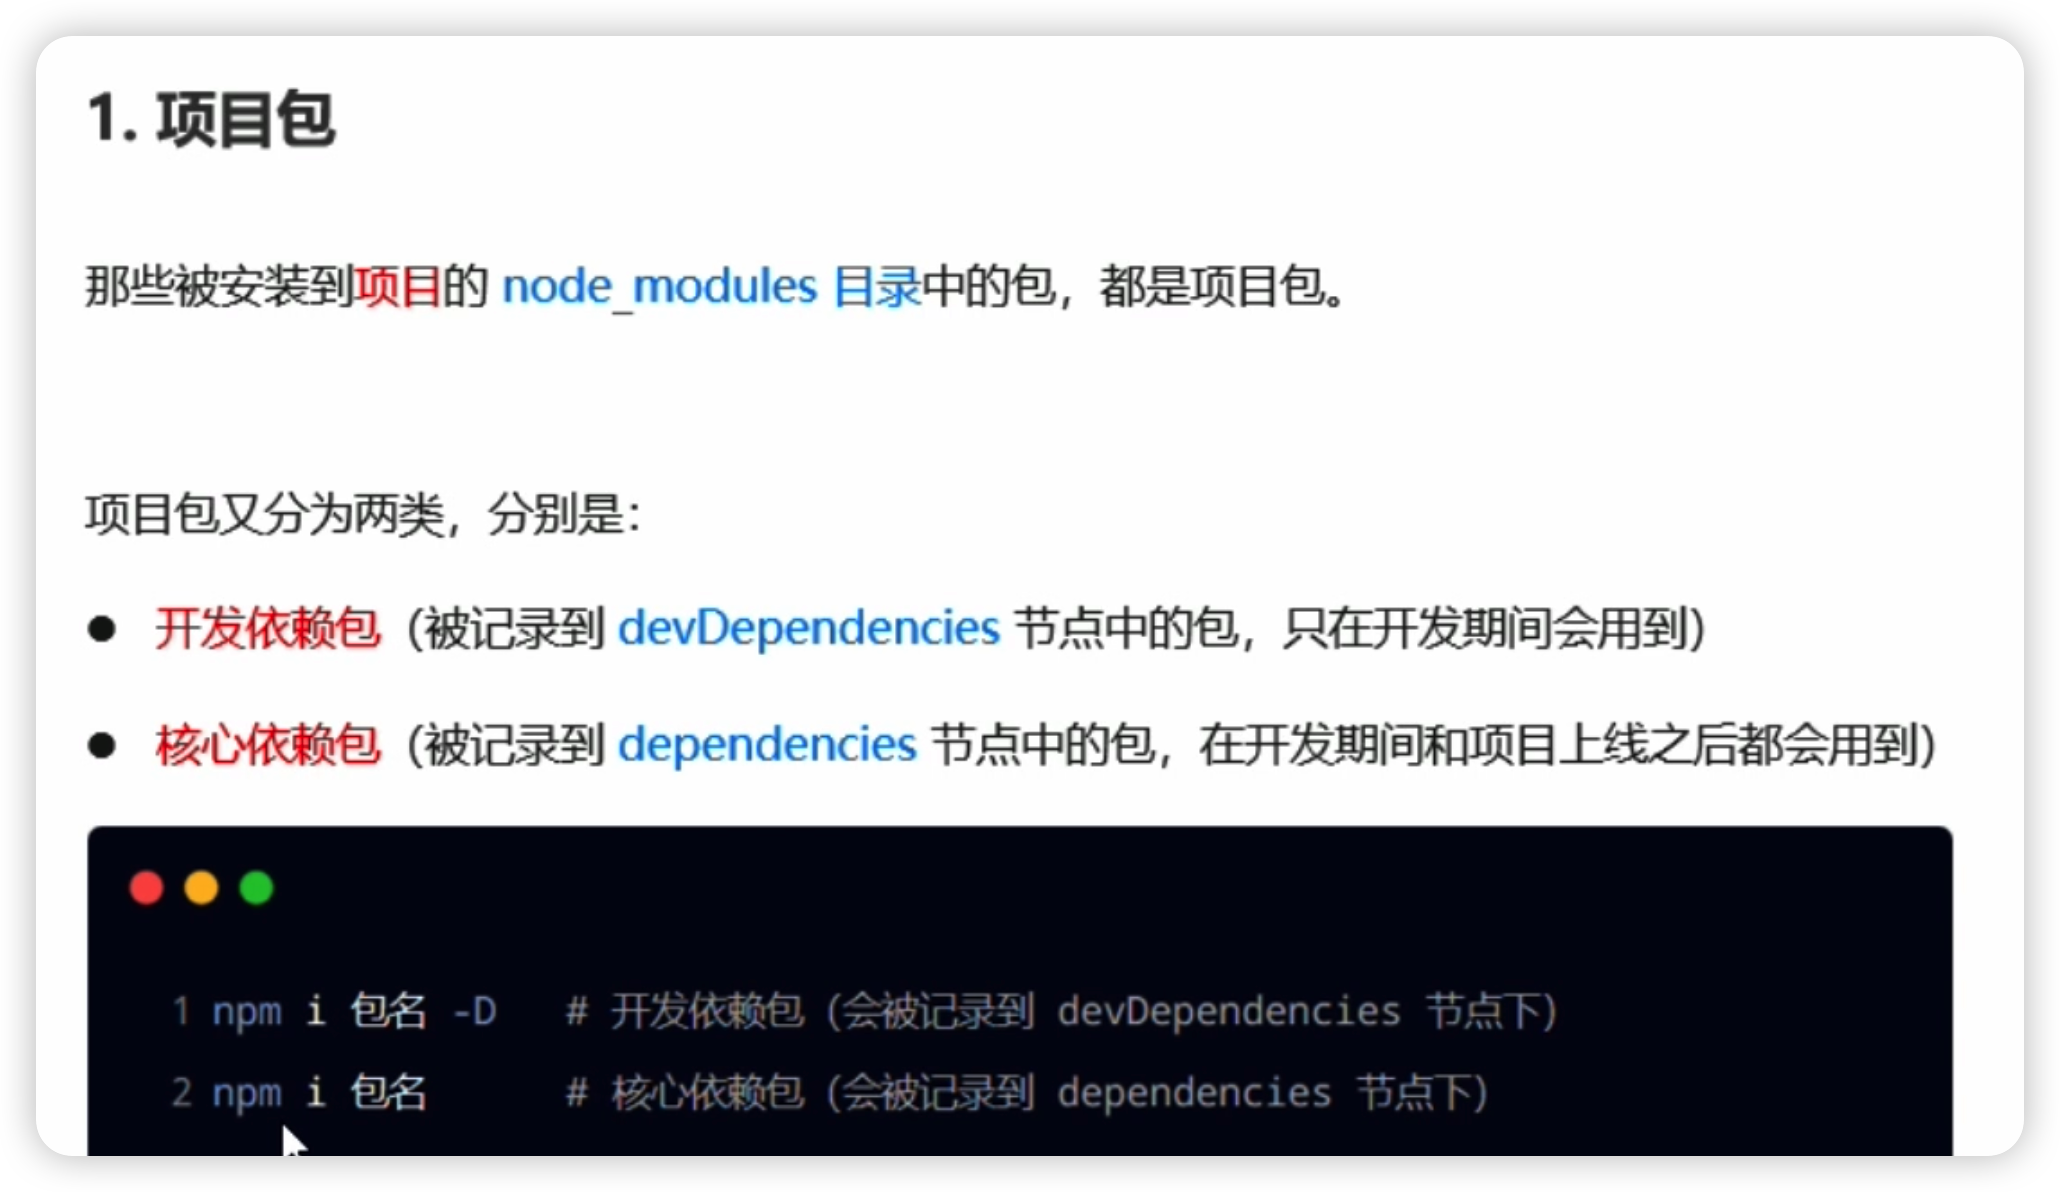 1. 项目包
那些被安装到项目的 node_modules 目录中的包，都是项目包。
项目包又分为两类，分别是：
● 开发依赖包（被记录到 devDependencies 节点中的包，只在开发期间会用到）
● 核心依赖包（被记录到 dependencies 节点中的包，在开发期间和项目上线之后都会用到）
1 npm i 包名 -D   # 开发依赖包（会被记录到 devDependencies 节点下）
2 npm i 包名      # 核心依赖包（会被记录到 dependencies 节点下）